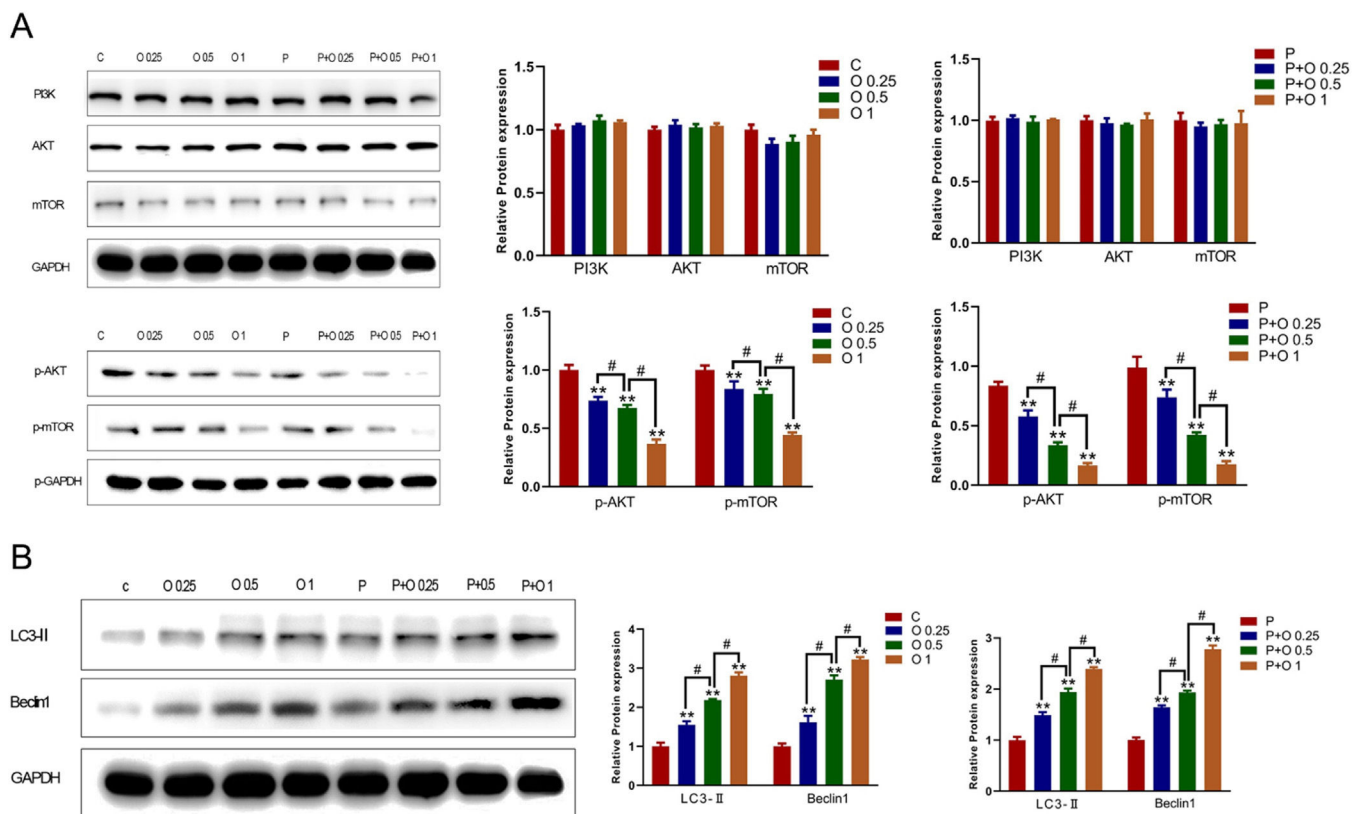 A
C O 0.25 O 0.5 O 1 P P+O 0.25 P+O 0.5 P+O 1
PI3K
AKT
mTOR
GAPDH
Relative Protein expression
1.5
1.0
0.5
0.0
PI3K AKT mTOR
C
O 0.25
O 0.5
O 1
Relative Protein expression
1.5
1.0
0.5
0.0
PI3K AKT mTOR
P
P+O 0.25
P+O 0.5
P+O 1
C O 0.25 O 0.5 O 1 P P+O 0.25 P+O 0.5 P+O 1
p-AKT
p-mTOR
p-GAPDH
Relative Protein expression
1.5
1.0
0.5
0.0
** # ** # **
** # ** # **
p-AKT p-mTOR
C
O 0.25
O 0.5
O 1
Relative Protein expression
1.5
1.0
0.5
0.0
** # ** # **
** # ** # **
p-AKT p-mTOR
P
P+O 0.25
P+O 0.5
P+O 1
B
c O 0.25 O 0.5 O 1 P P+O 0.25 P+0.5 P+O 1
LC3-II
Beclin1
GAPDH
Relative Protein expression
4
3
2
1
0
** # ** # **
** # ** # **
LC3-II Beclin1
C
O 0.25
O 0.5
O 1
Relative Protein expression
3
2
1
0
** # ** # **
** # ** # **
LC3-II Beclin1
P
P+O 0.25
P+O 0.5
P+O 1